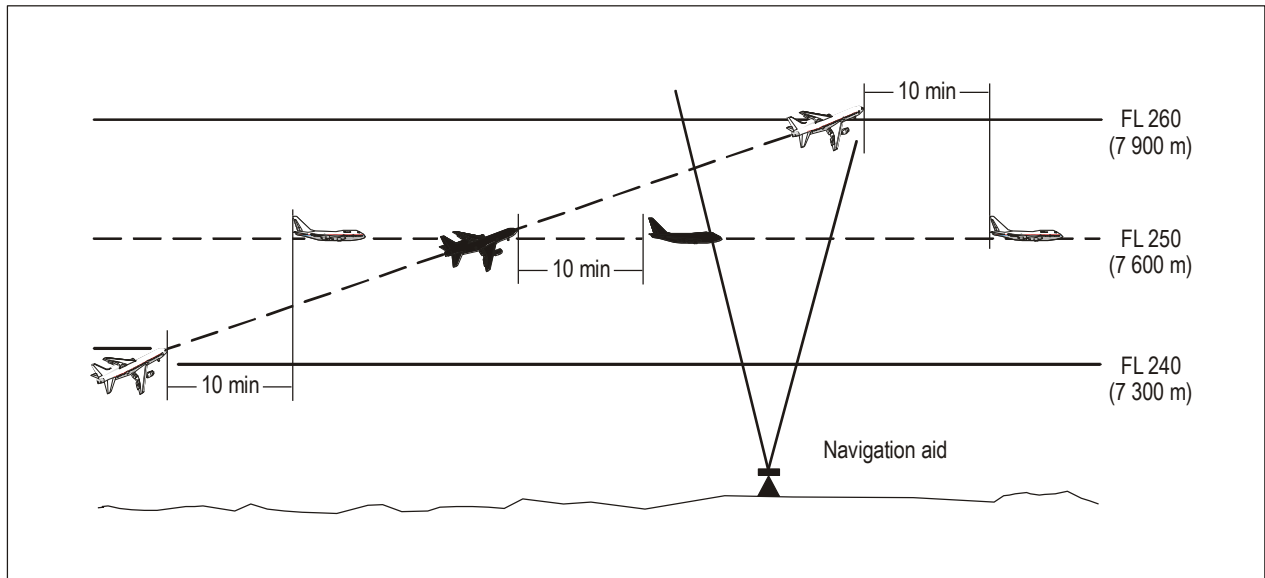 10 min
FL 260
(7 900 m)
10 min
FL 250
(7 600 m)
10 min
FL 240
(7 300 m)
Navigation aid